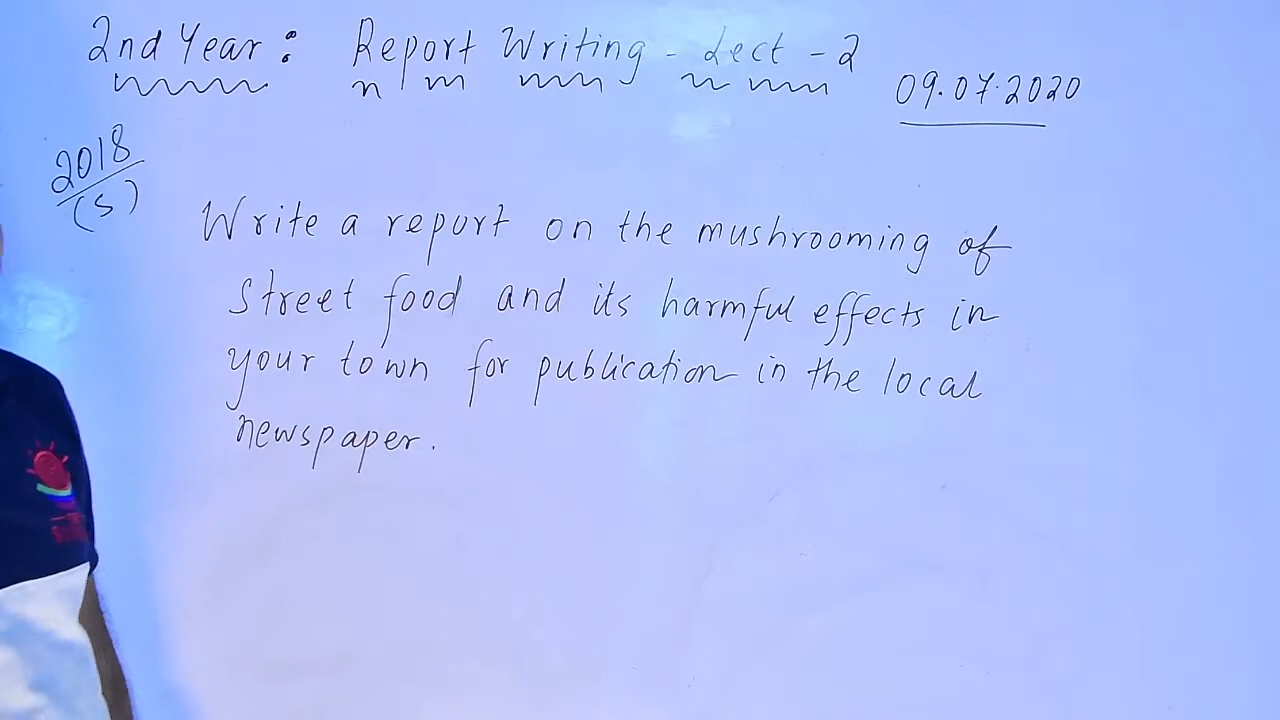 2nd Year: Report Writing - Lect - 2
09.07.2020
2018
(S)
Write a report on the mushrooming of
Street food and its harmful effects in
your town for publication in the local
newspaper.